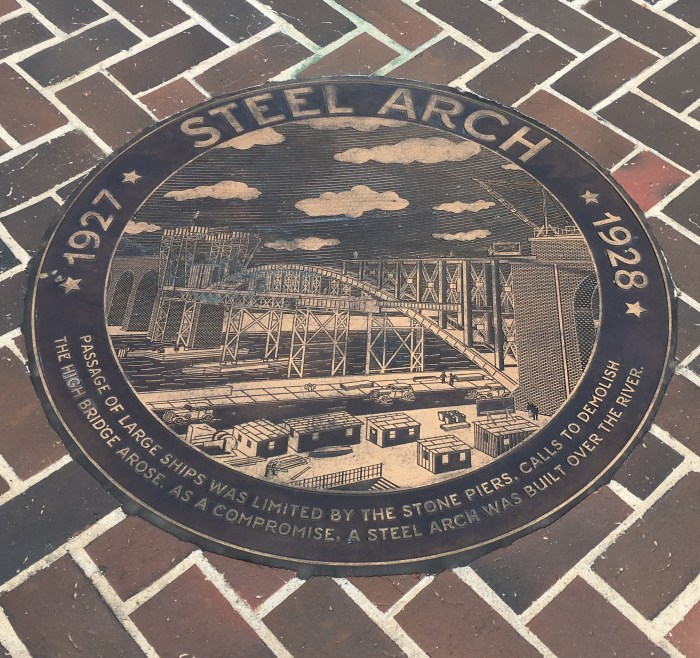 STEEL ARCH
1927
1928
PASSAGE OF LARGE SHIPS WAS LIMITED BY THE STONE PIERS. CALLS TO DEMOLISH
THE HIGH BRIDGE AROSE. AS A COMPROMISE, A STEEL ARCH WAS BUILT OVER THE RIVER.